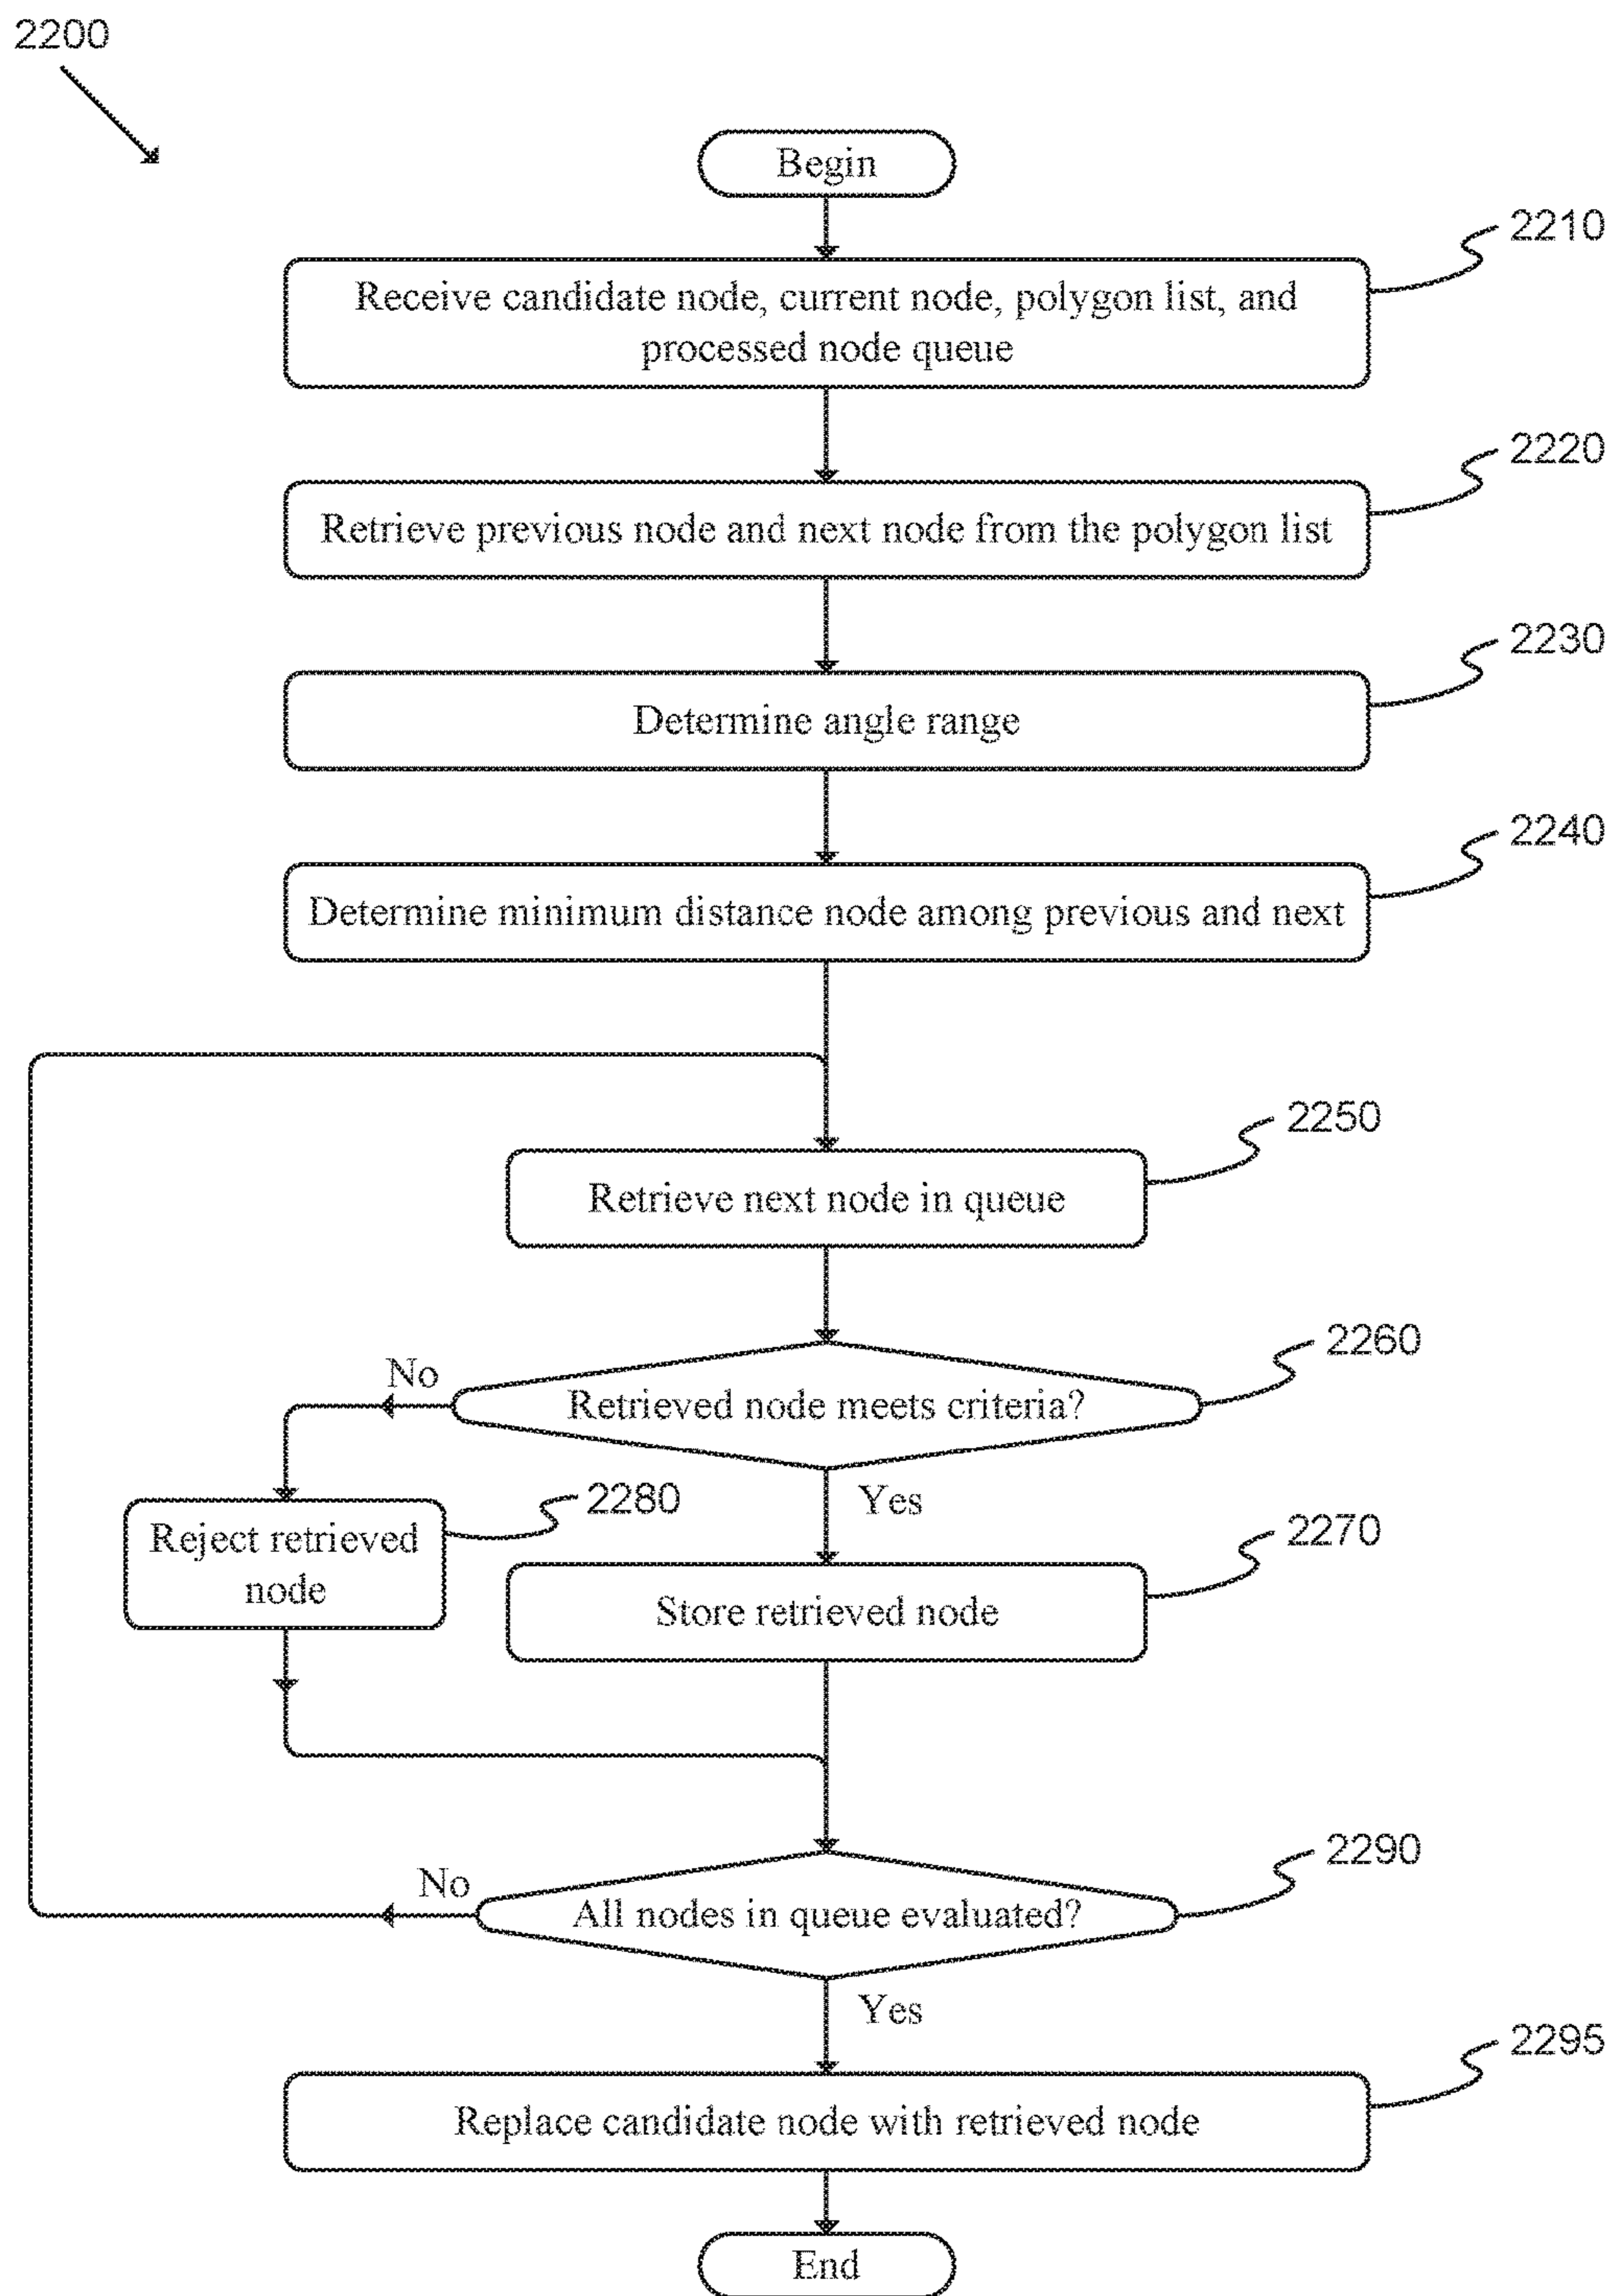 2200
Begin
2210
Receive candidate node, current node, polygon list, and
processed node queue
2220
Retrieve previous node and next node from the polygon list
2230
Determine angle range
2240
Determine minimum distance node among previous and next
2250
Retrieve next node in queue
2260
No
Retrieved node meets criteria?
2280
Yes
2270
Reject retrieved
node
Store retrieved node
2290
No
All nodes in queue evaluated?
Yes
2295
Replace candidate node with retrieved node
End